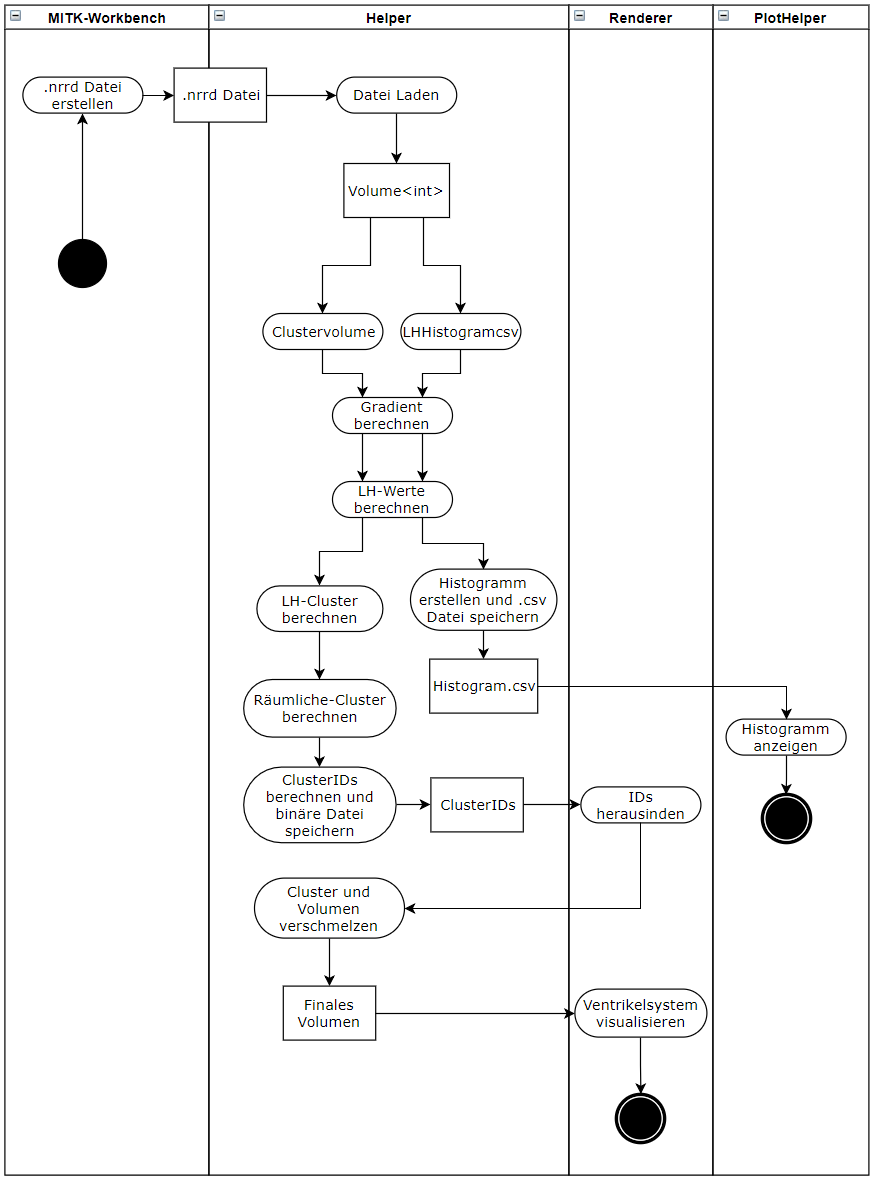 MITK-Workbench
Helper
Renderer
PlotHelper
.nrrd Datei
erstellen
.nrrd Datei
Datei Laden
Volume<int>
Clustervolume
LHHistogramcsv
Gradient
berechnen
LH-Werte
berechnen
LH-Cluster
berechnen
Histogramm
erstellen und .csv
Datei speichern
Räumliche-Cluster
berechnen
Histogram.csv
Histogramm
anzeigen
ClusterIDs
berechnen und
binäre Datei
speichern
ClusterIDs
IDs
herausinden
Cluster und
Volumen
verschmelzen
Finales
Volumen
Ventrikelsystem
visualisieren